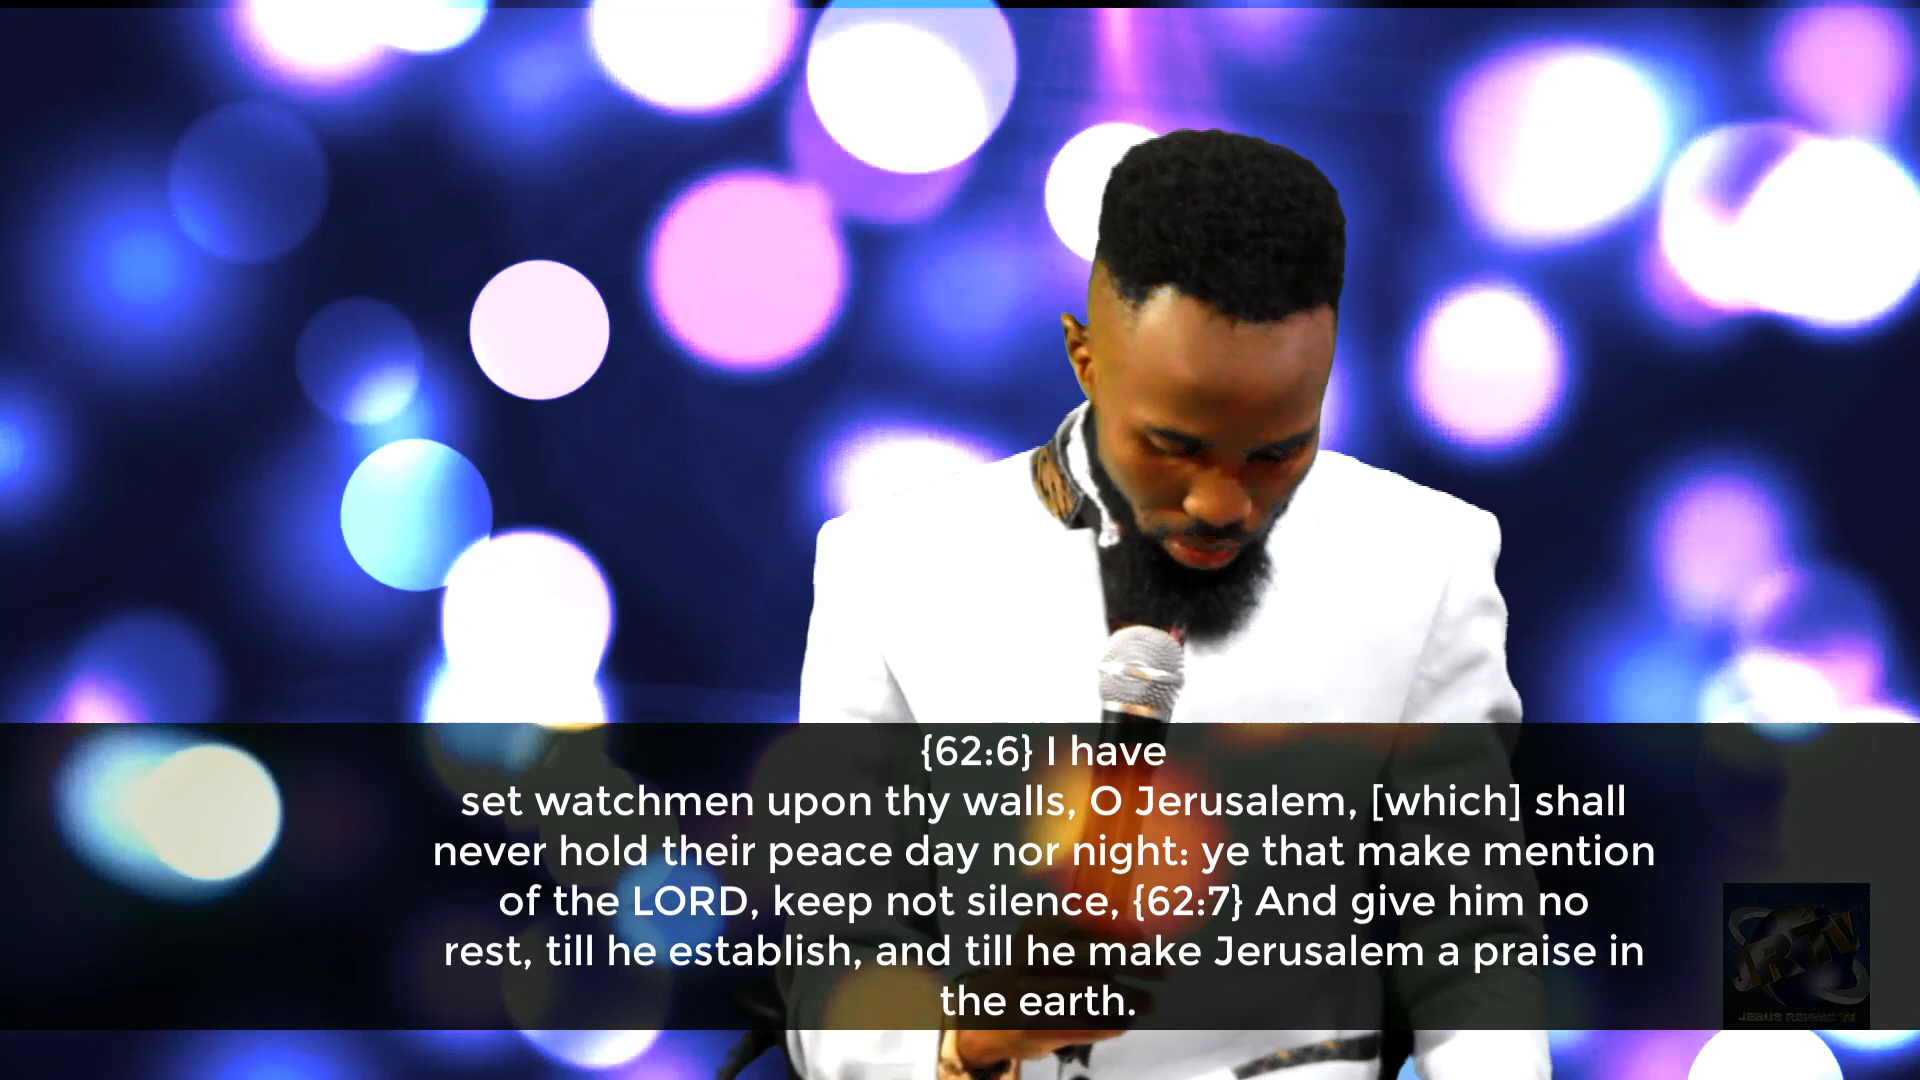 {62:6} I have
set watchmen upon thy walls, O Jerusalem, [which] shall
never hold their peace day nor night: ye that make mention
of the LORD, keep not silence, {62:7} And give him no
rest, till he establish, and till he make Jerusalem a praise in
the earth.
JRTV